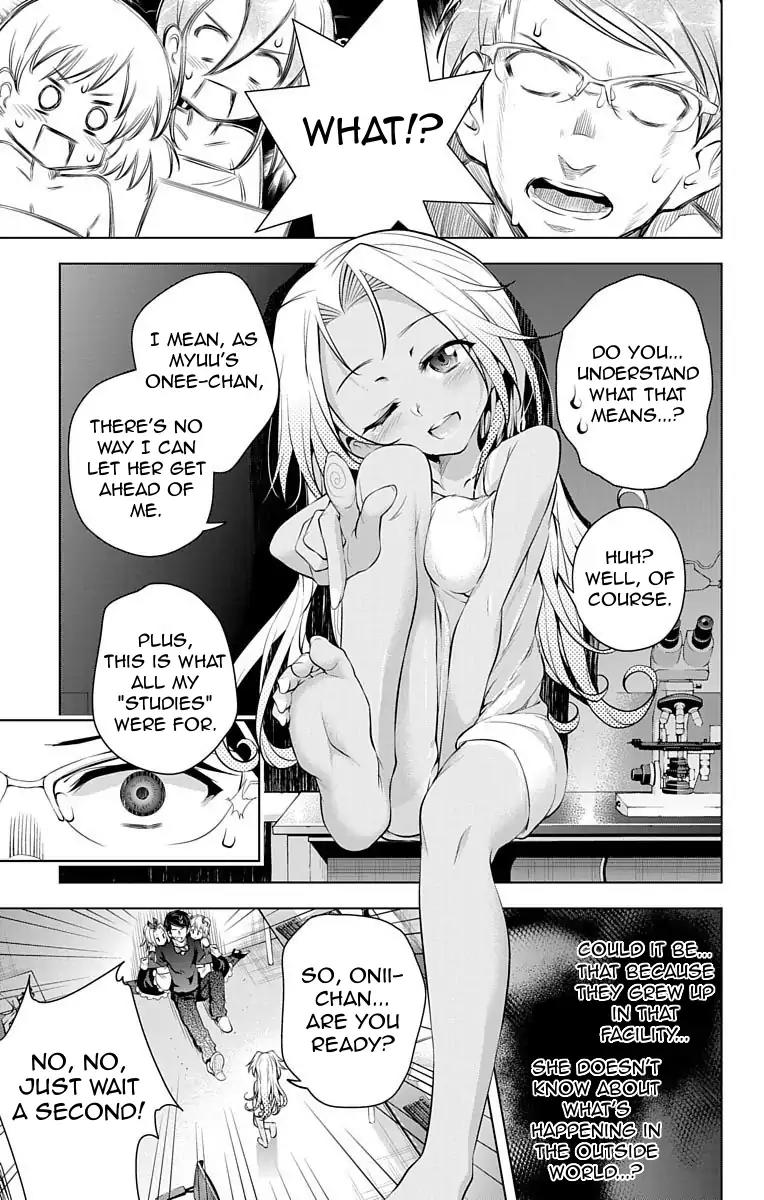 WHAT!?
DO YOU...
UNDERSTAND
WHAT THAT
MEANS...?
HUH?
WELL, OF
COURSE.
I MEAN, AS
MYUU'S
ONEE-CHAN,
THERE'S NO
WAY I CAN
LET HER GET
AHEAD OF
ME.
PLUS,
THIS IS WHAT
ALL MY
"STUDIES"
WERE FOR.
COULD IT BE...
THAT BECAUSE
THEY GREW UP
IN THAT
FACILITY...
SHE DOESN'T
KNOW ABOUT
WHAT'S
HAPPENING IN
THE OUTSIDE
WORLD...?
SO, ONII-
CHAN...
ARE YOU
READY?
NO, NO,
JUST WAIT
A SECOND!